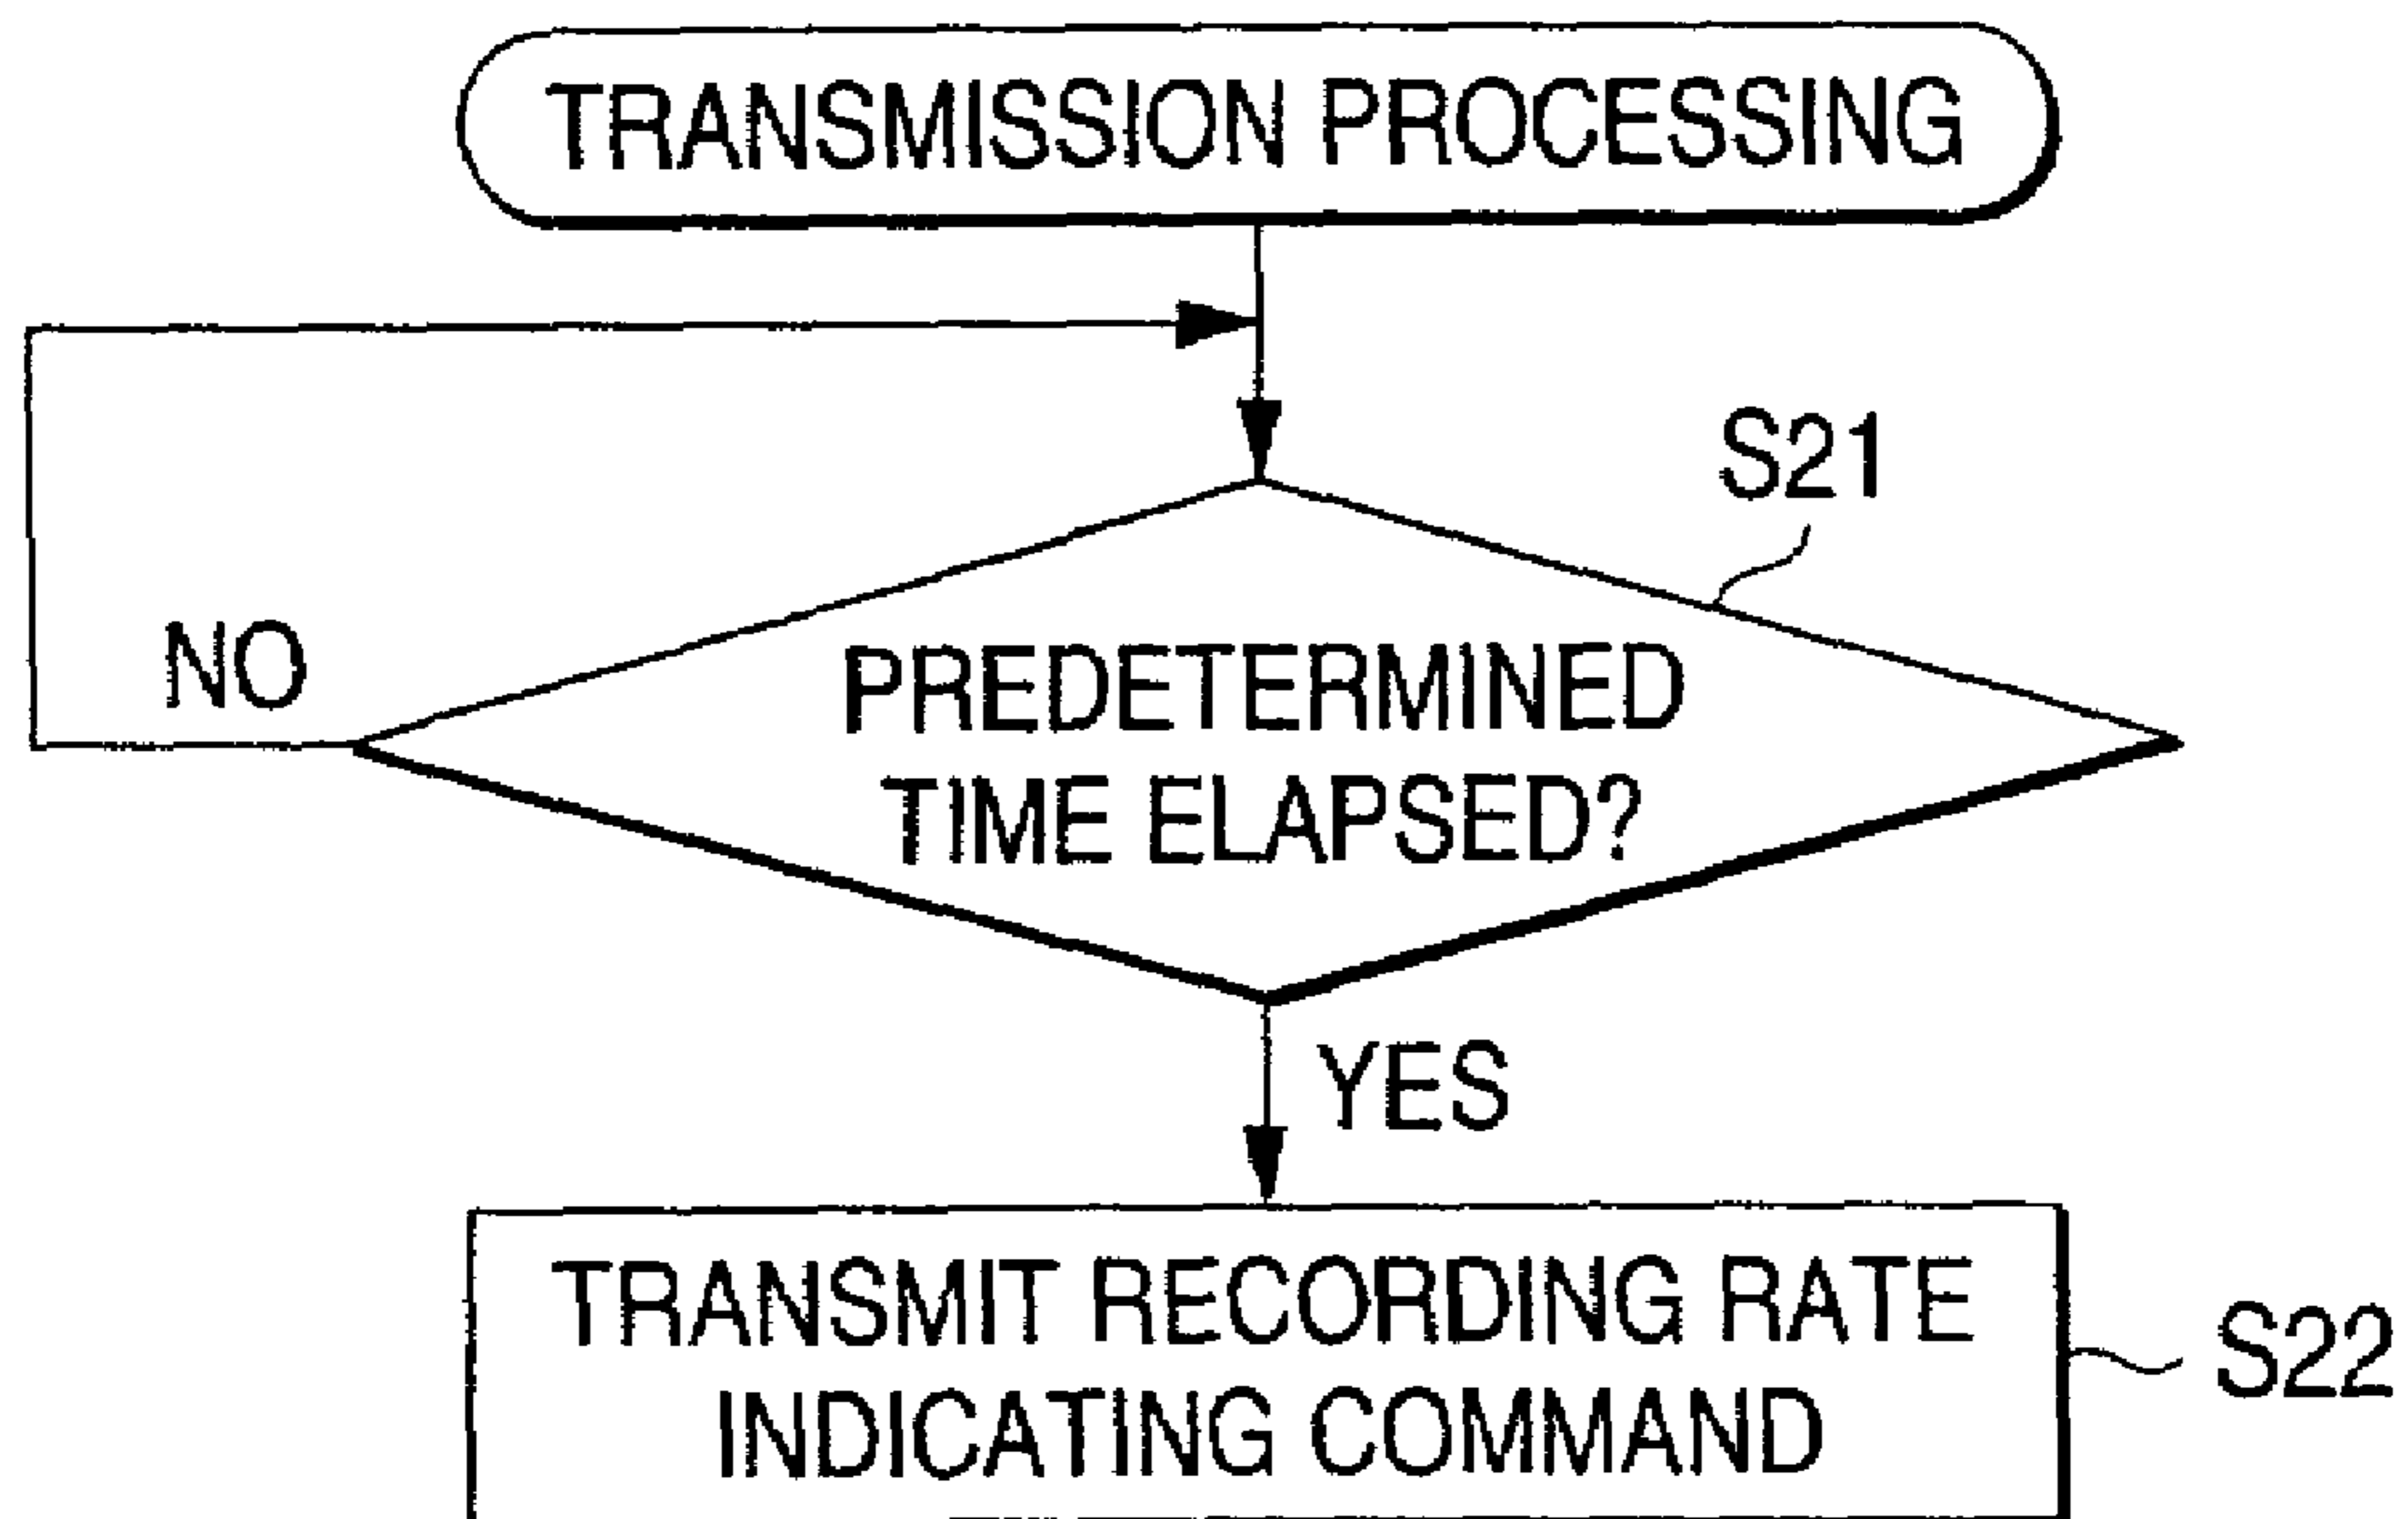 TRANSMISSION PROCESSING
S21
NO
PREDETERMINED
TIME ELAPSED?
YES
TRANSMIT RECORDING RATE
INDICATING COMMAND
S22